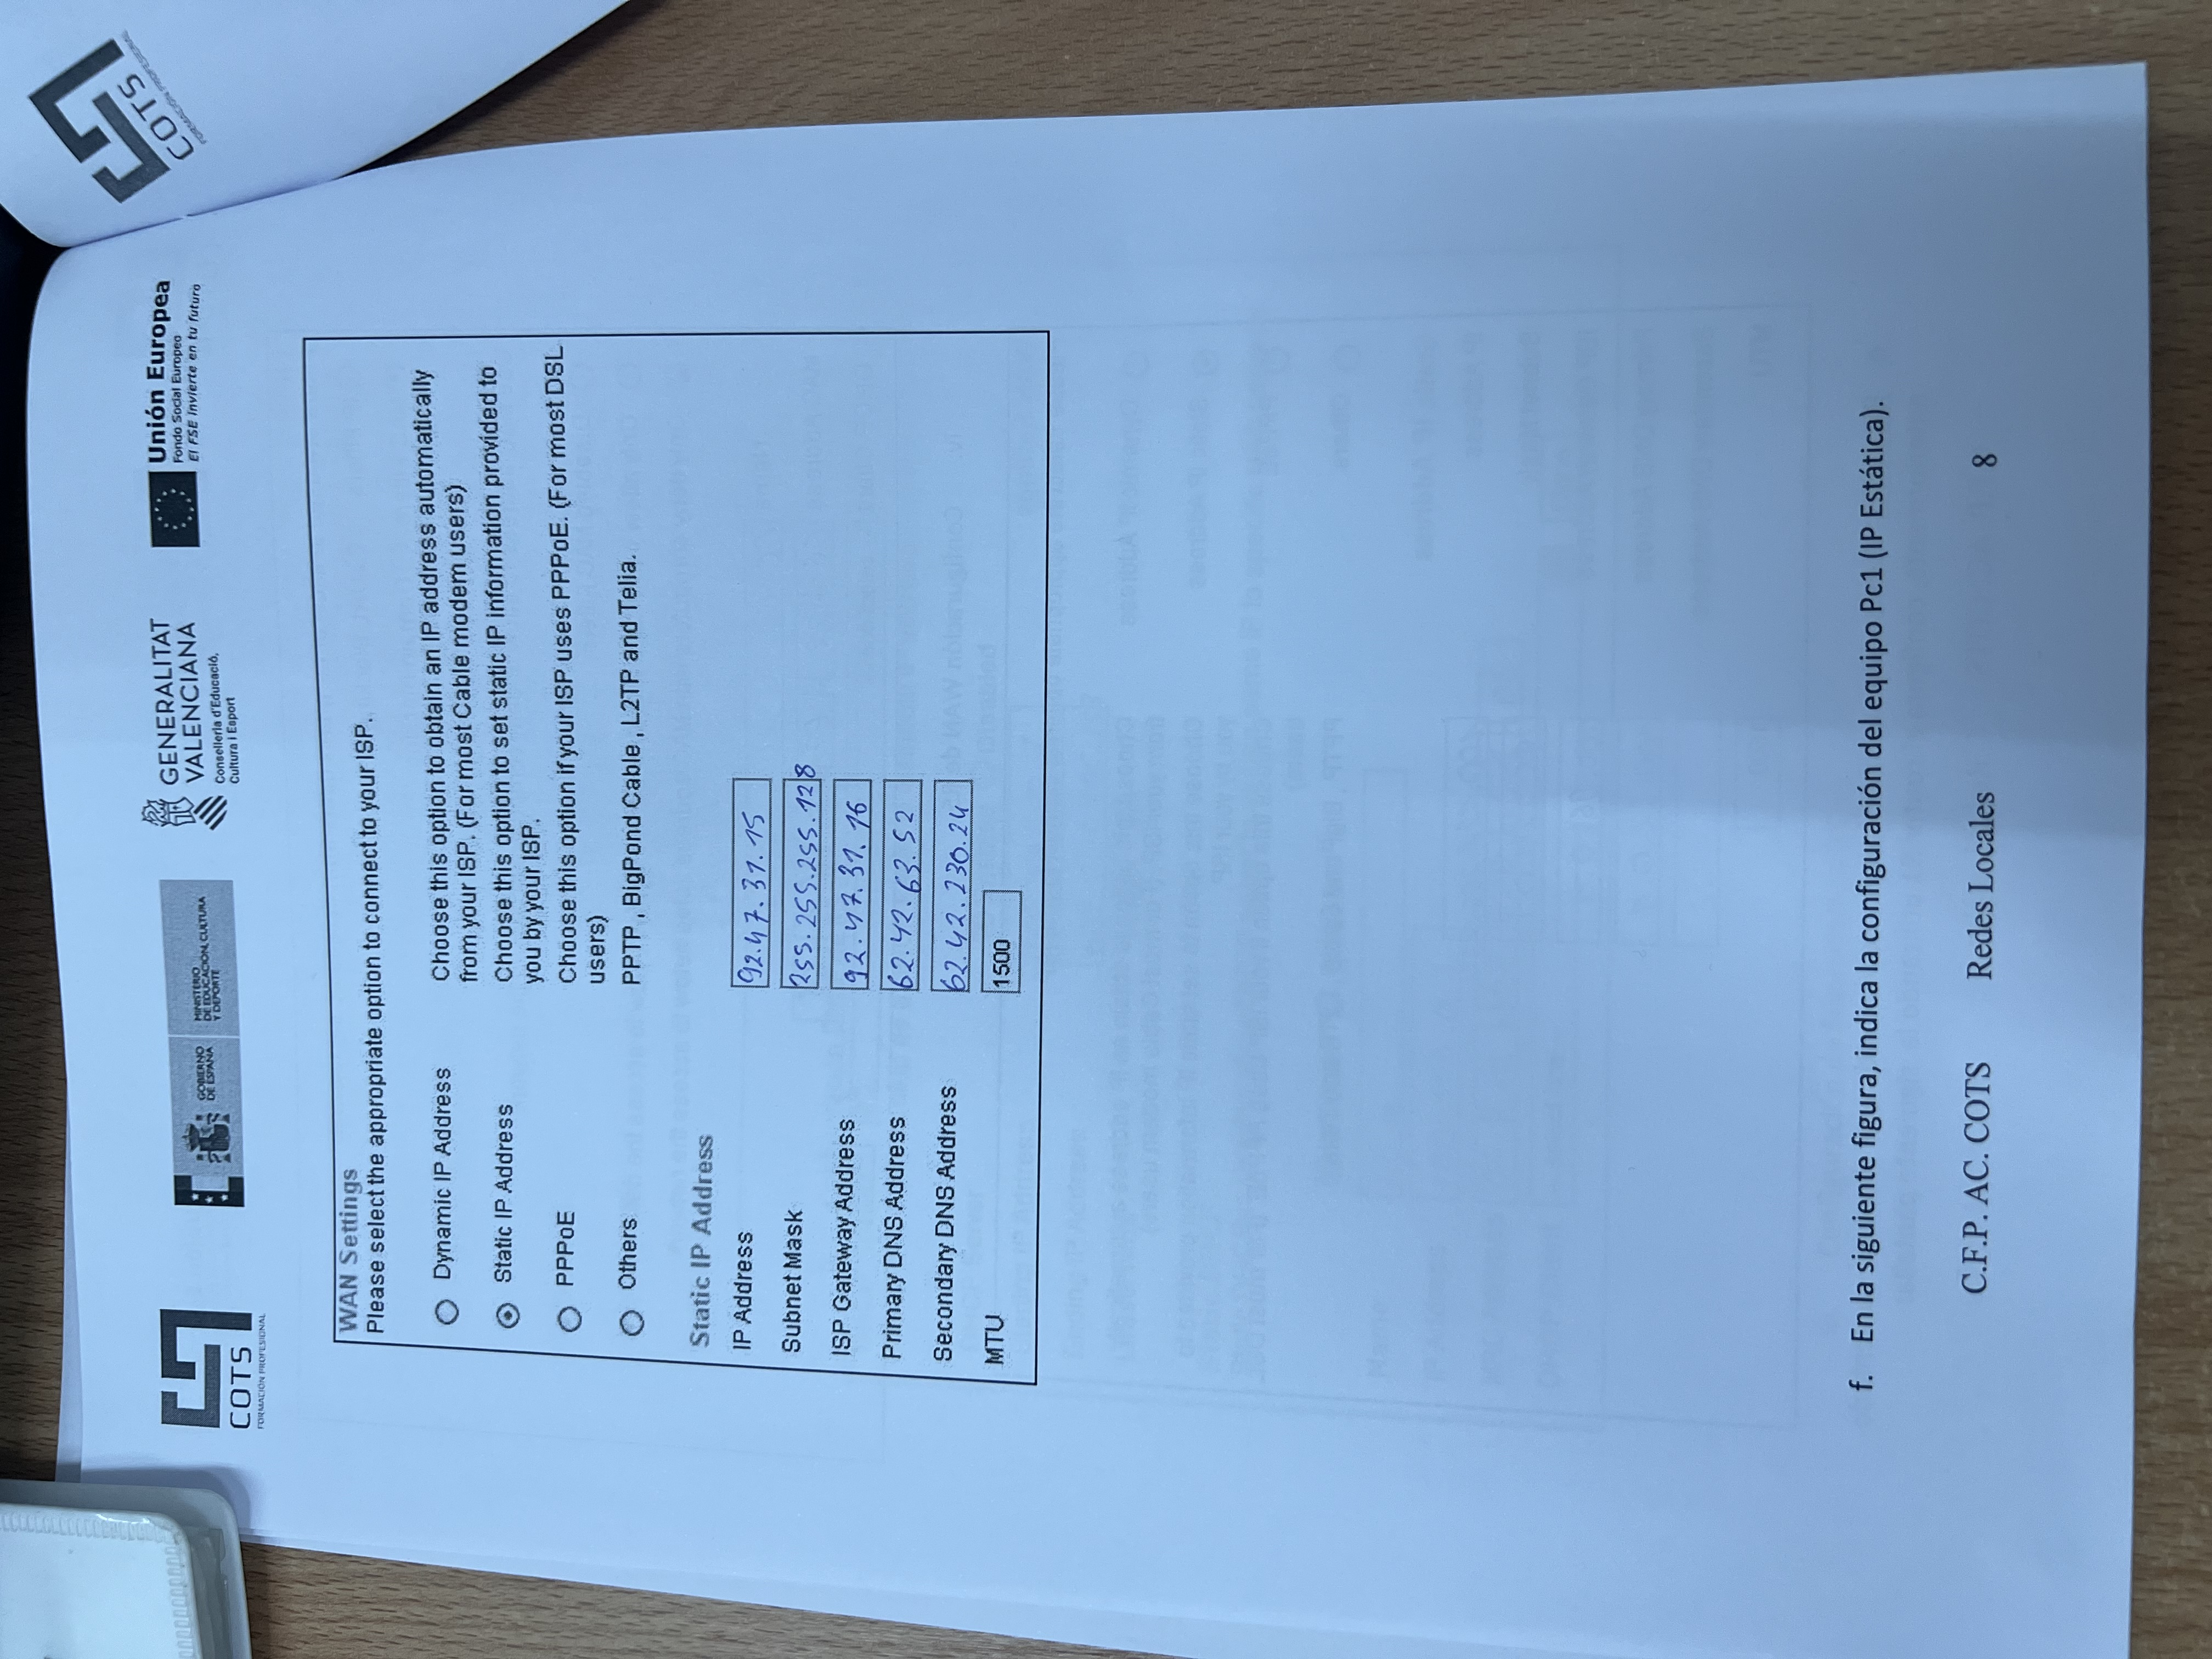 COTS
FORMACIÓN PROFESIONAL
GOBIERNO
DE ESPAÑA
MINISTERIO
DE EDUCACIÓN, CULTURA
Y DEPORTE
GENERALITAT
VALENCIANA
Conselleria d'Educació,
Cultura i Esport
Unión Europea
Fondo Social Europeo
El FSE invierte en tu futuro
COTS
FORMACIÓN PROFESIONAL
WAN Settings
Please select the appropriate option to connect to your ISP.
Dynamic IP Address Choose this option to obtain an IP address automatically
from your ISP. (For most Cable modem users)
Static IP Address Choose this option to set static IP information provided to
you by your ISP.
PPPoE Choose this option if your ISP uses PPPoE. (For most DSL
users)
Others PPTP , BigPond Cable , L2TP and Telia.
Static IP Address
IP Address 92.47.31.15
Subnet Mask 255.255.255.128
ISP Gateway Address 92.47.31.16
Primary DNS Address 62.42.63.52
Secondary DNS Address 62.42.230.24
MTU 1500
f. En la siguiente figura, indica la configuración del equipo Pc1 (IP Estática).
C.F.P. AC. COTS Redes Locales 8